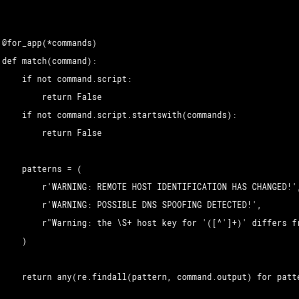 @for_app(*commands)
def match(command):
    if not command.script:
        return False
    if not command.script.startswith(commands):
        return False

    patterns = (
        r'WARNING: REMOTE HOST IDENTIFICATION HAS CHANGED!',
        r'WARNING: POSSIBLE DNS SPOOFING DETECTED!',
        r"Warning: the \S+ host key for '([^']+)' differs
    )

    return any(re.findall(pattern, command.output) for